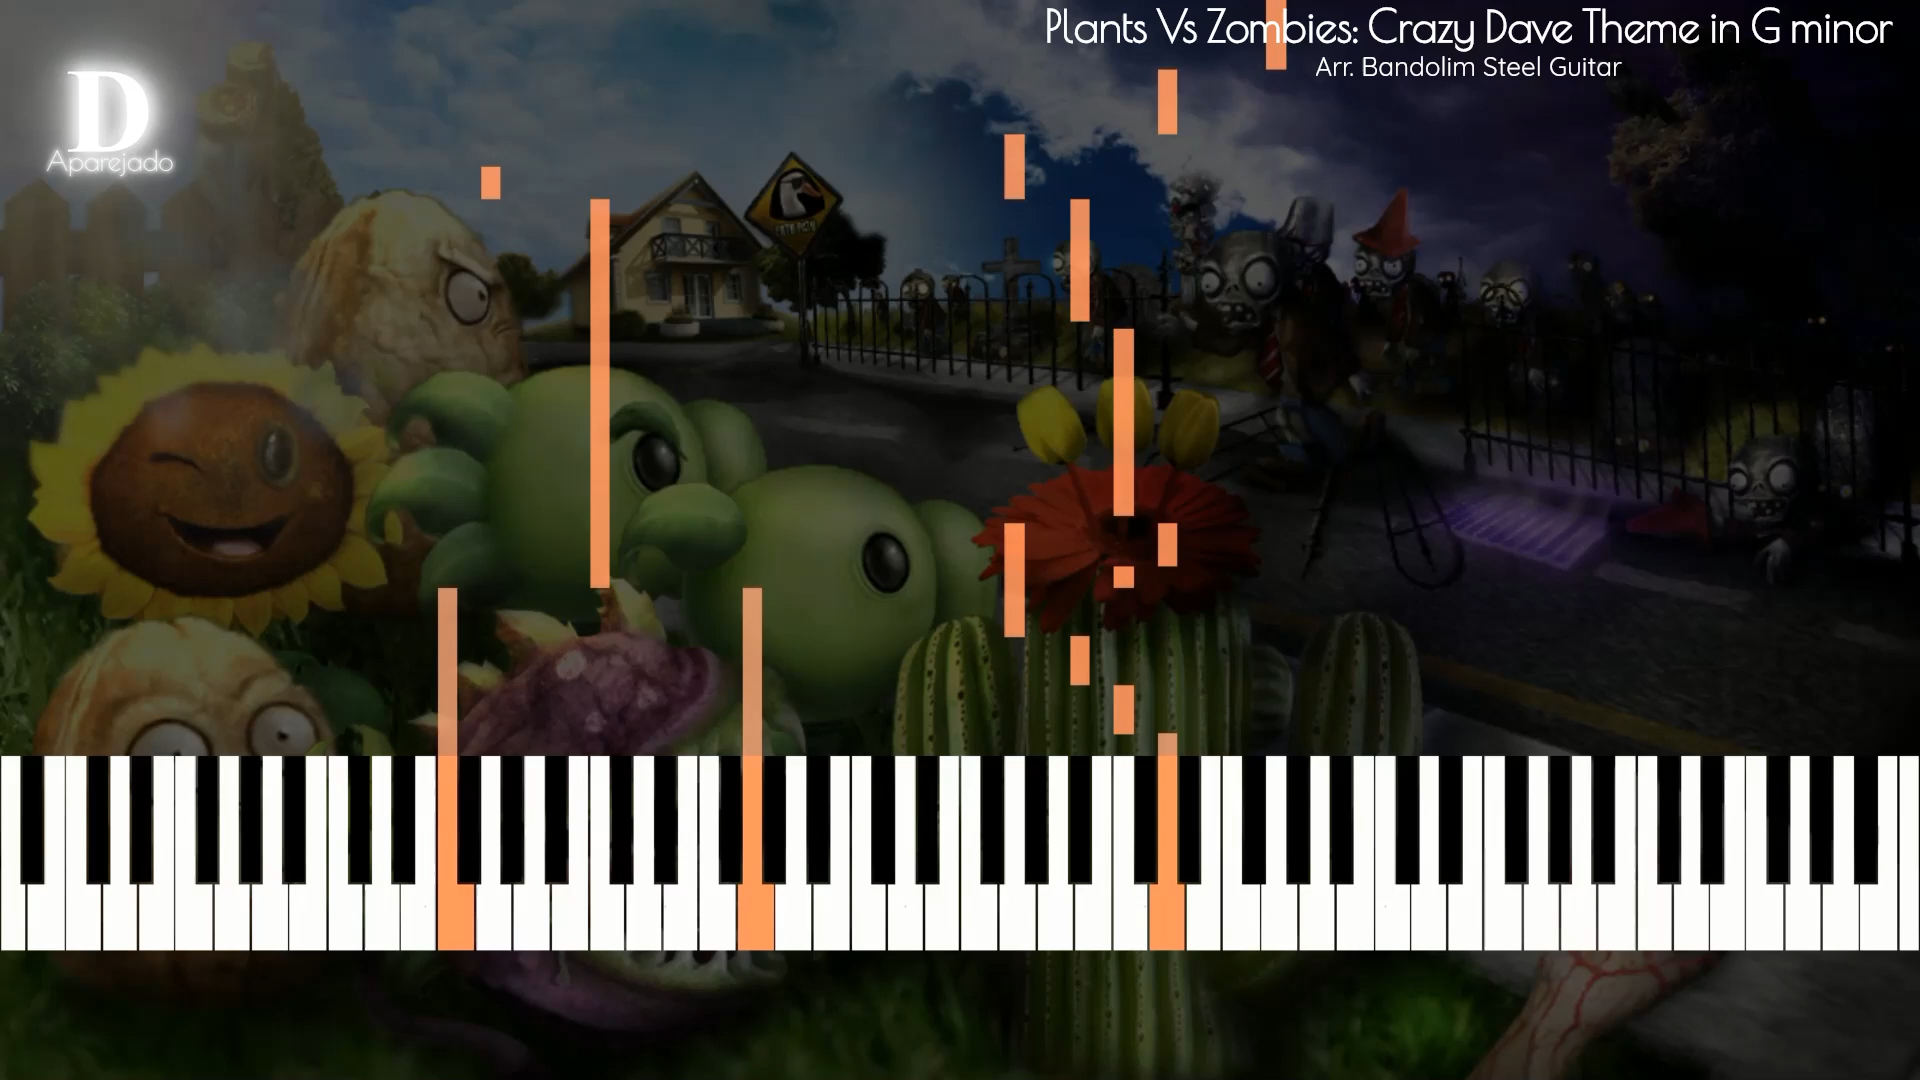 Plants Vs Zombies: Crazy Dave Theme in G minor
Arr. Bandolim Steel Guitar
D
Aparejado